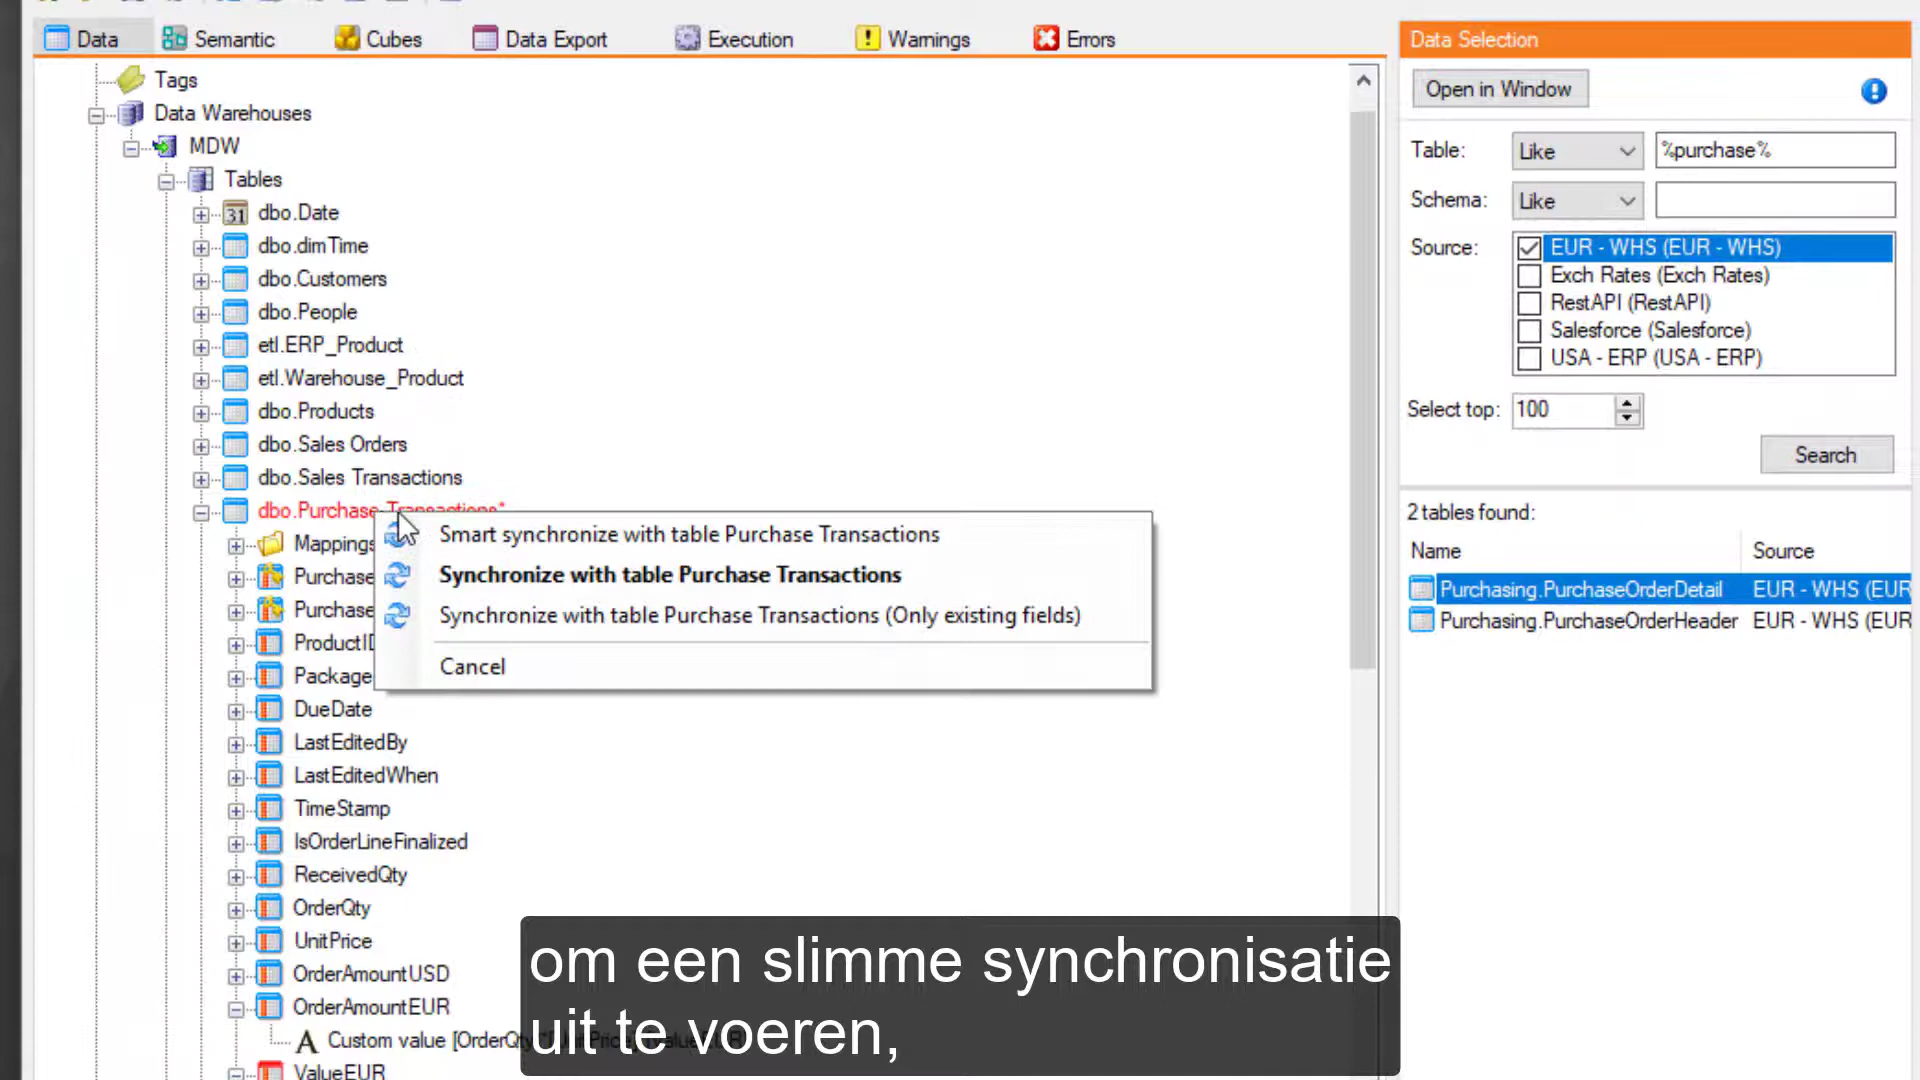 Data Semantic Cubes Data Export Execution Warnings Errors
Tags
Data Warehouses
MDW
Tables
31 dbo.Date
dbo.dimTime
dbo.Customers
dbo.People
etl.ERP_Product
etl.Warehouse_Product
dbo.Products
dbo.Sales Orders
dbo.Sales Transactions
dbo.Purchase Transactions*
Mappings
Purchase
Purchase
ProductID
Package
DueDate
LastEditedBy
LastEditedWhen
TimeStamp
IsOrderLineFinalized
ReceivedQty
OrderQty
UnitPrice
OrderAmountUSD
OrderAmountEUR
Custom value [OrderQty
ValueEUR
Smart synchronize with table Purchase Transactions
Synchronize with table Purchase Transactions
Synchronize with table Purchase Transactions (Only existing fields)
Cancel
Data Selection
Open in Window
Table: Like %purchase%
Schema: Like
Source: EUR - WHS (EUR - WHS)
Exch Rates (Exch Rates)
RestAPI (RestAPI)
Salesforce (Salesforce)
USA - ERP (USA - ERP)
Select top: 100
Search
2 tables found:
Name Source
Purchasing.PurchaseOrderDetail EUR - WHS (EUR
Purchasing.PurchaseOrderHeader EUR - WHS (EUR
om een slimme synchronisatie
uit te voeren,